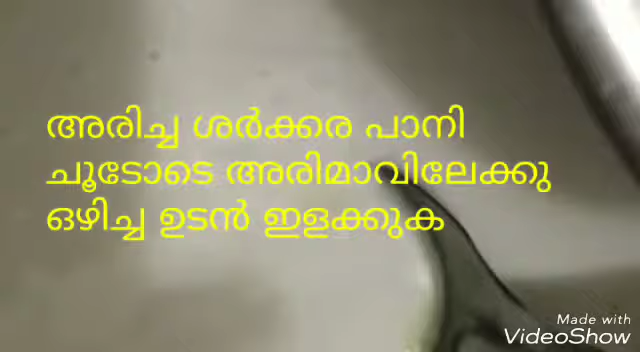 അരിച്ച ശർക്കര പാനി
ചൂടോടെ അരിമാവിലേക്കു
ഒഴിച്ച ഉടൻ ഇളക്കുക
Made with
VideoShow